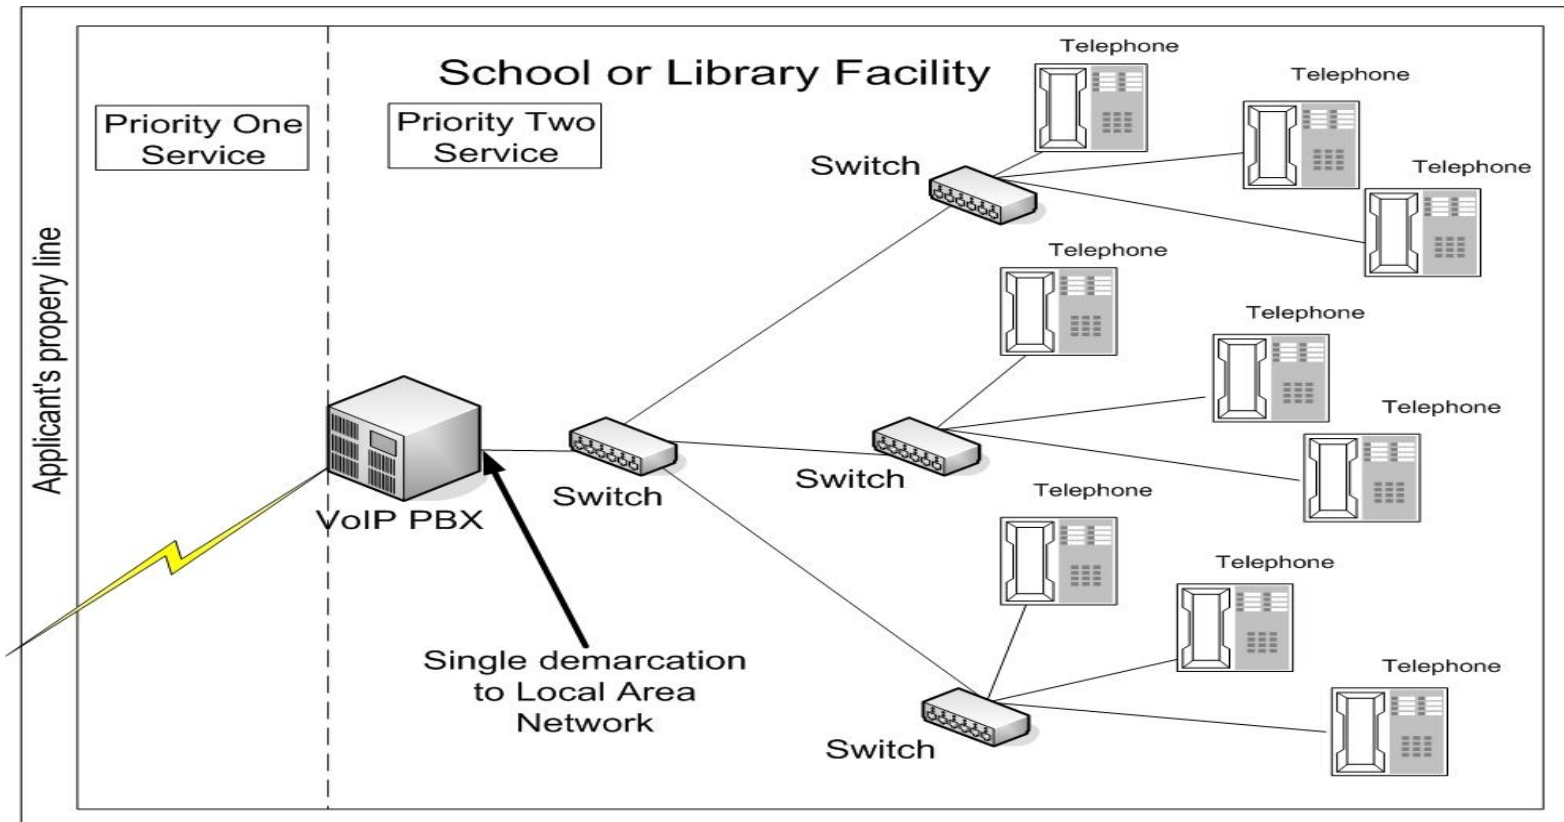 School or Library Facility
Priority One
Service
Priority Two
Service
Applicant's propery line
Telephone
Telephone
Telephone
Switch
Telephone
Telephone
Telephone
Switch
Switch
VoIP PBX
Telephone
Telephone
Telephone
Switch
Single demarcation
to Local Area
Network